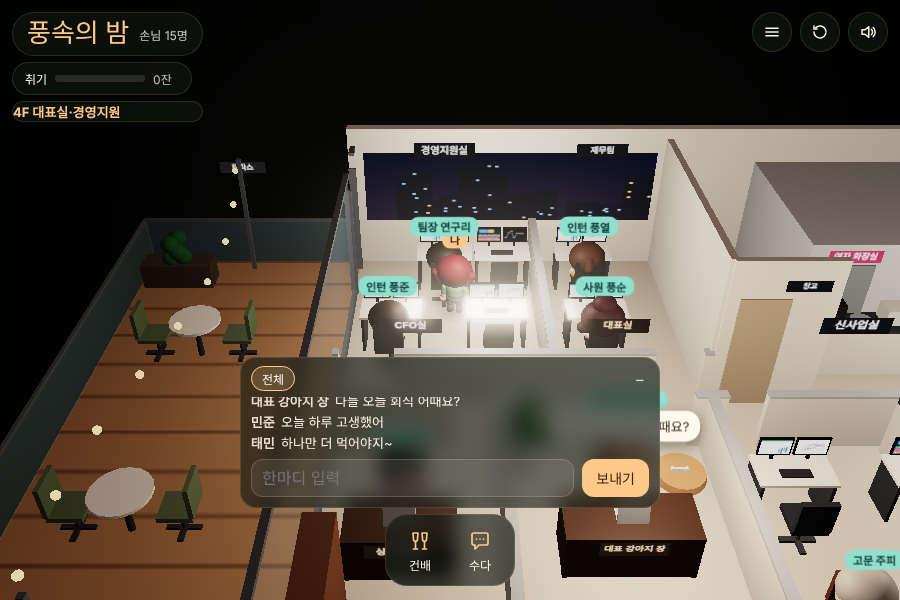 풍속의 밤 손님 15명
취기 0잔
4F 대표실·경영지원
경영지원실
재무팀
팀장 연구리
나
인턴 풍열
인턴 풍준
사원 풍순
CFO실
대표실
여자 화장실
창고
신사업실
전체
대표 강아지 장 다들 오늘 회식 어때요?
민준 오늘 하루 고생했어
태민 하나만 더 먹어야지~
때요?
한마디 입력
보내기
대표 강아지 장
건배
수다
고문 주피